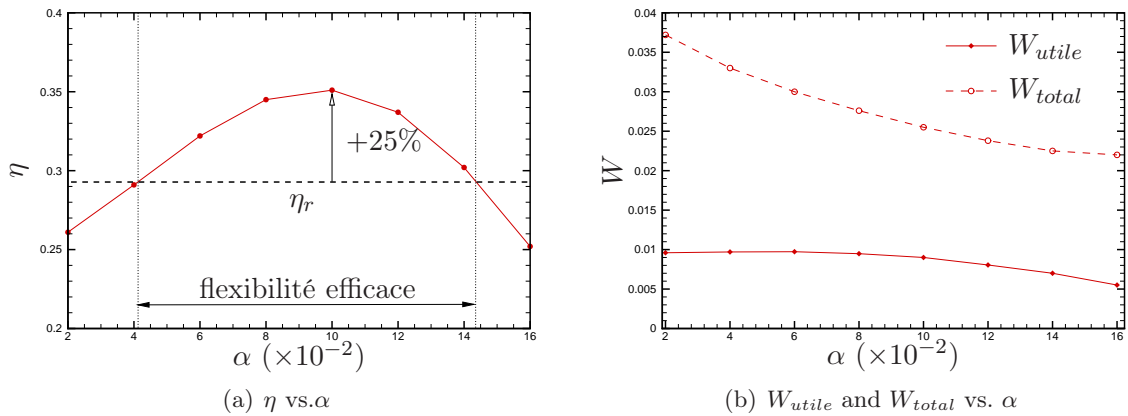 0.4
0.35
0.3
0.25
0.2
η
+25%
η_r
flexibilité efficace
2 4 6 8 10 12 14 16
α (×10⁻²)
(a) η vs.α
0.04
0.035
0.03
0.025
0.02
0.015
0.01
0.005
0
W
W_utile
W_total
2 4 6 8 10 12 14 16
α (×10⁻²)
(b) W_utile and W_total vs. α